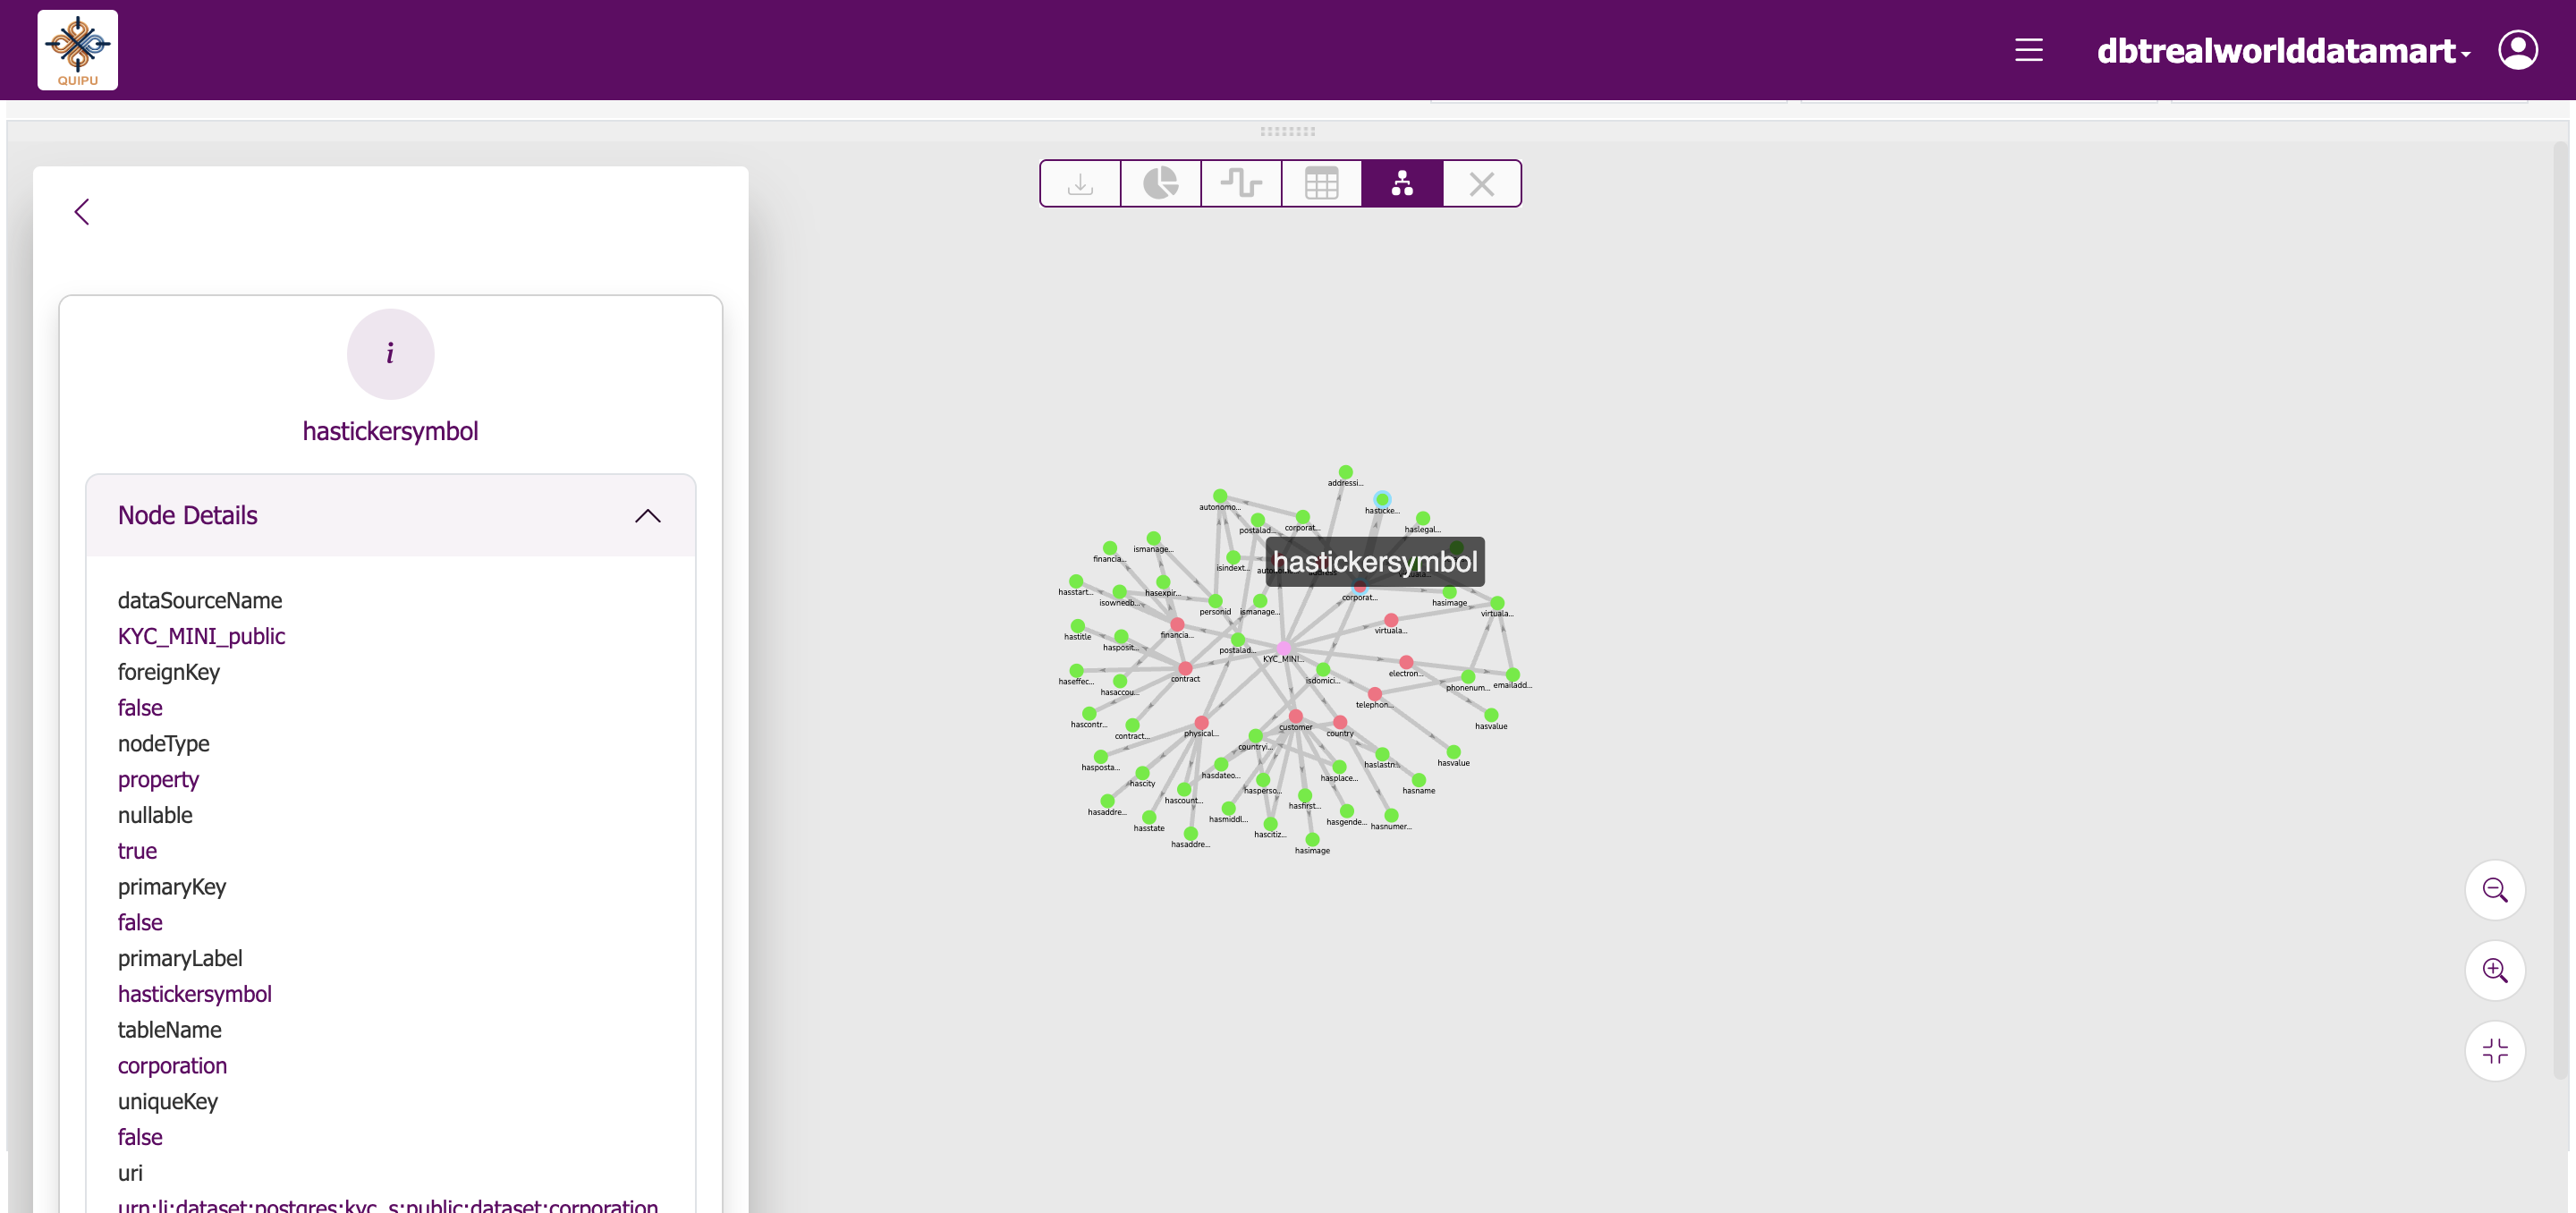 QUIPU
dbtrealworlddatamart
i
hastickersymbol
Node Details
dataSourceName
KYC_MINI_public
foreignKey
false
nodeType
property
nullable
true
primaryKey
false
primaryLabel
hastickersymbol
tableName
corporation
uniqueKey
false
uri
urn:li:dataset:postgres:kyc_s:public:dataset:corporation
addressi...
autonomo...
hasticke...
postalad...
corporat...
haslegal...
ismanage...
financia...
isindext...
hastickersymbol
hasstart...
isownedb...
hasexpir...
personid
ismanage...
corporat...
hasimage
virtuala...
hastitle
hasposit...
financia...
postalad...
KYC_MINI...
virtuala...
haseffec...
hasaccou...
contract
isdomici...
electron...
phonenum...
emailadd...
telephon...
hascontr...
contract...
physical...
customer
country
hasvalue
countryi...
hasposta...
hascity
hasdateo...
hasplace...
haslastn...
hasvalue
hasaddre...
hascount...
hasperso...
hasname
hasstate
hasmiddl...
hasfirst...
hasgende...
hasnumer...
hasaddre...
hascitiz...
hasimage